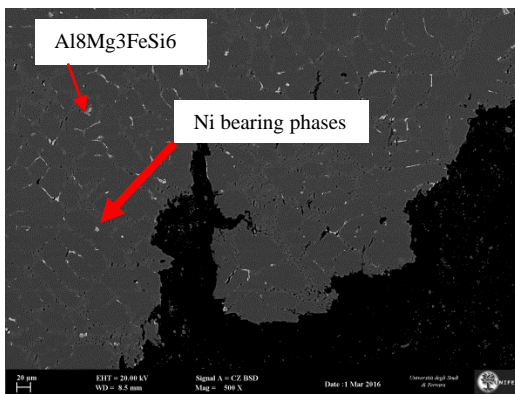 Al8Mg3FeSi6
Ni bearing phases
20 µm
EHT = 20.00 kV
WD = 8.5 mm
Signal A = CZ BSD
Mag = 500 X
Date :1 Mar 2016
Università degli Studi
di Ferrara
NIFE